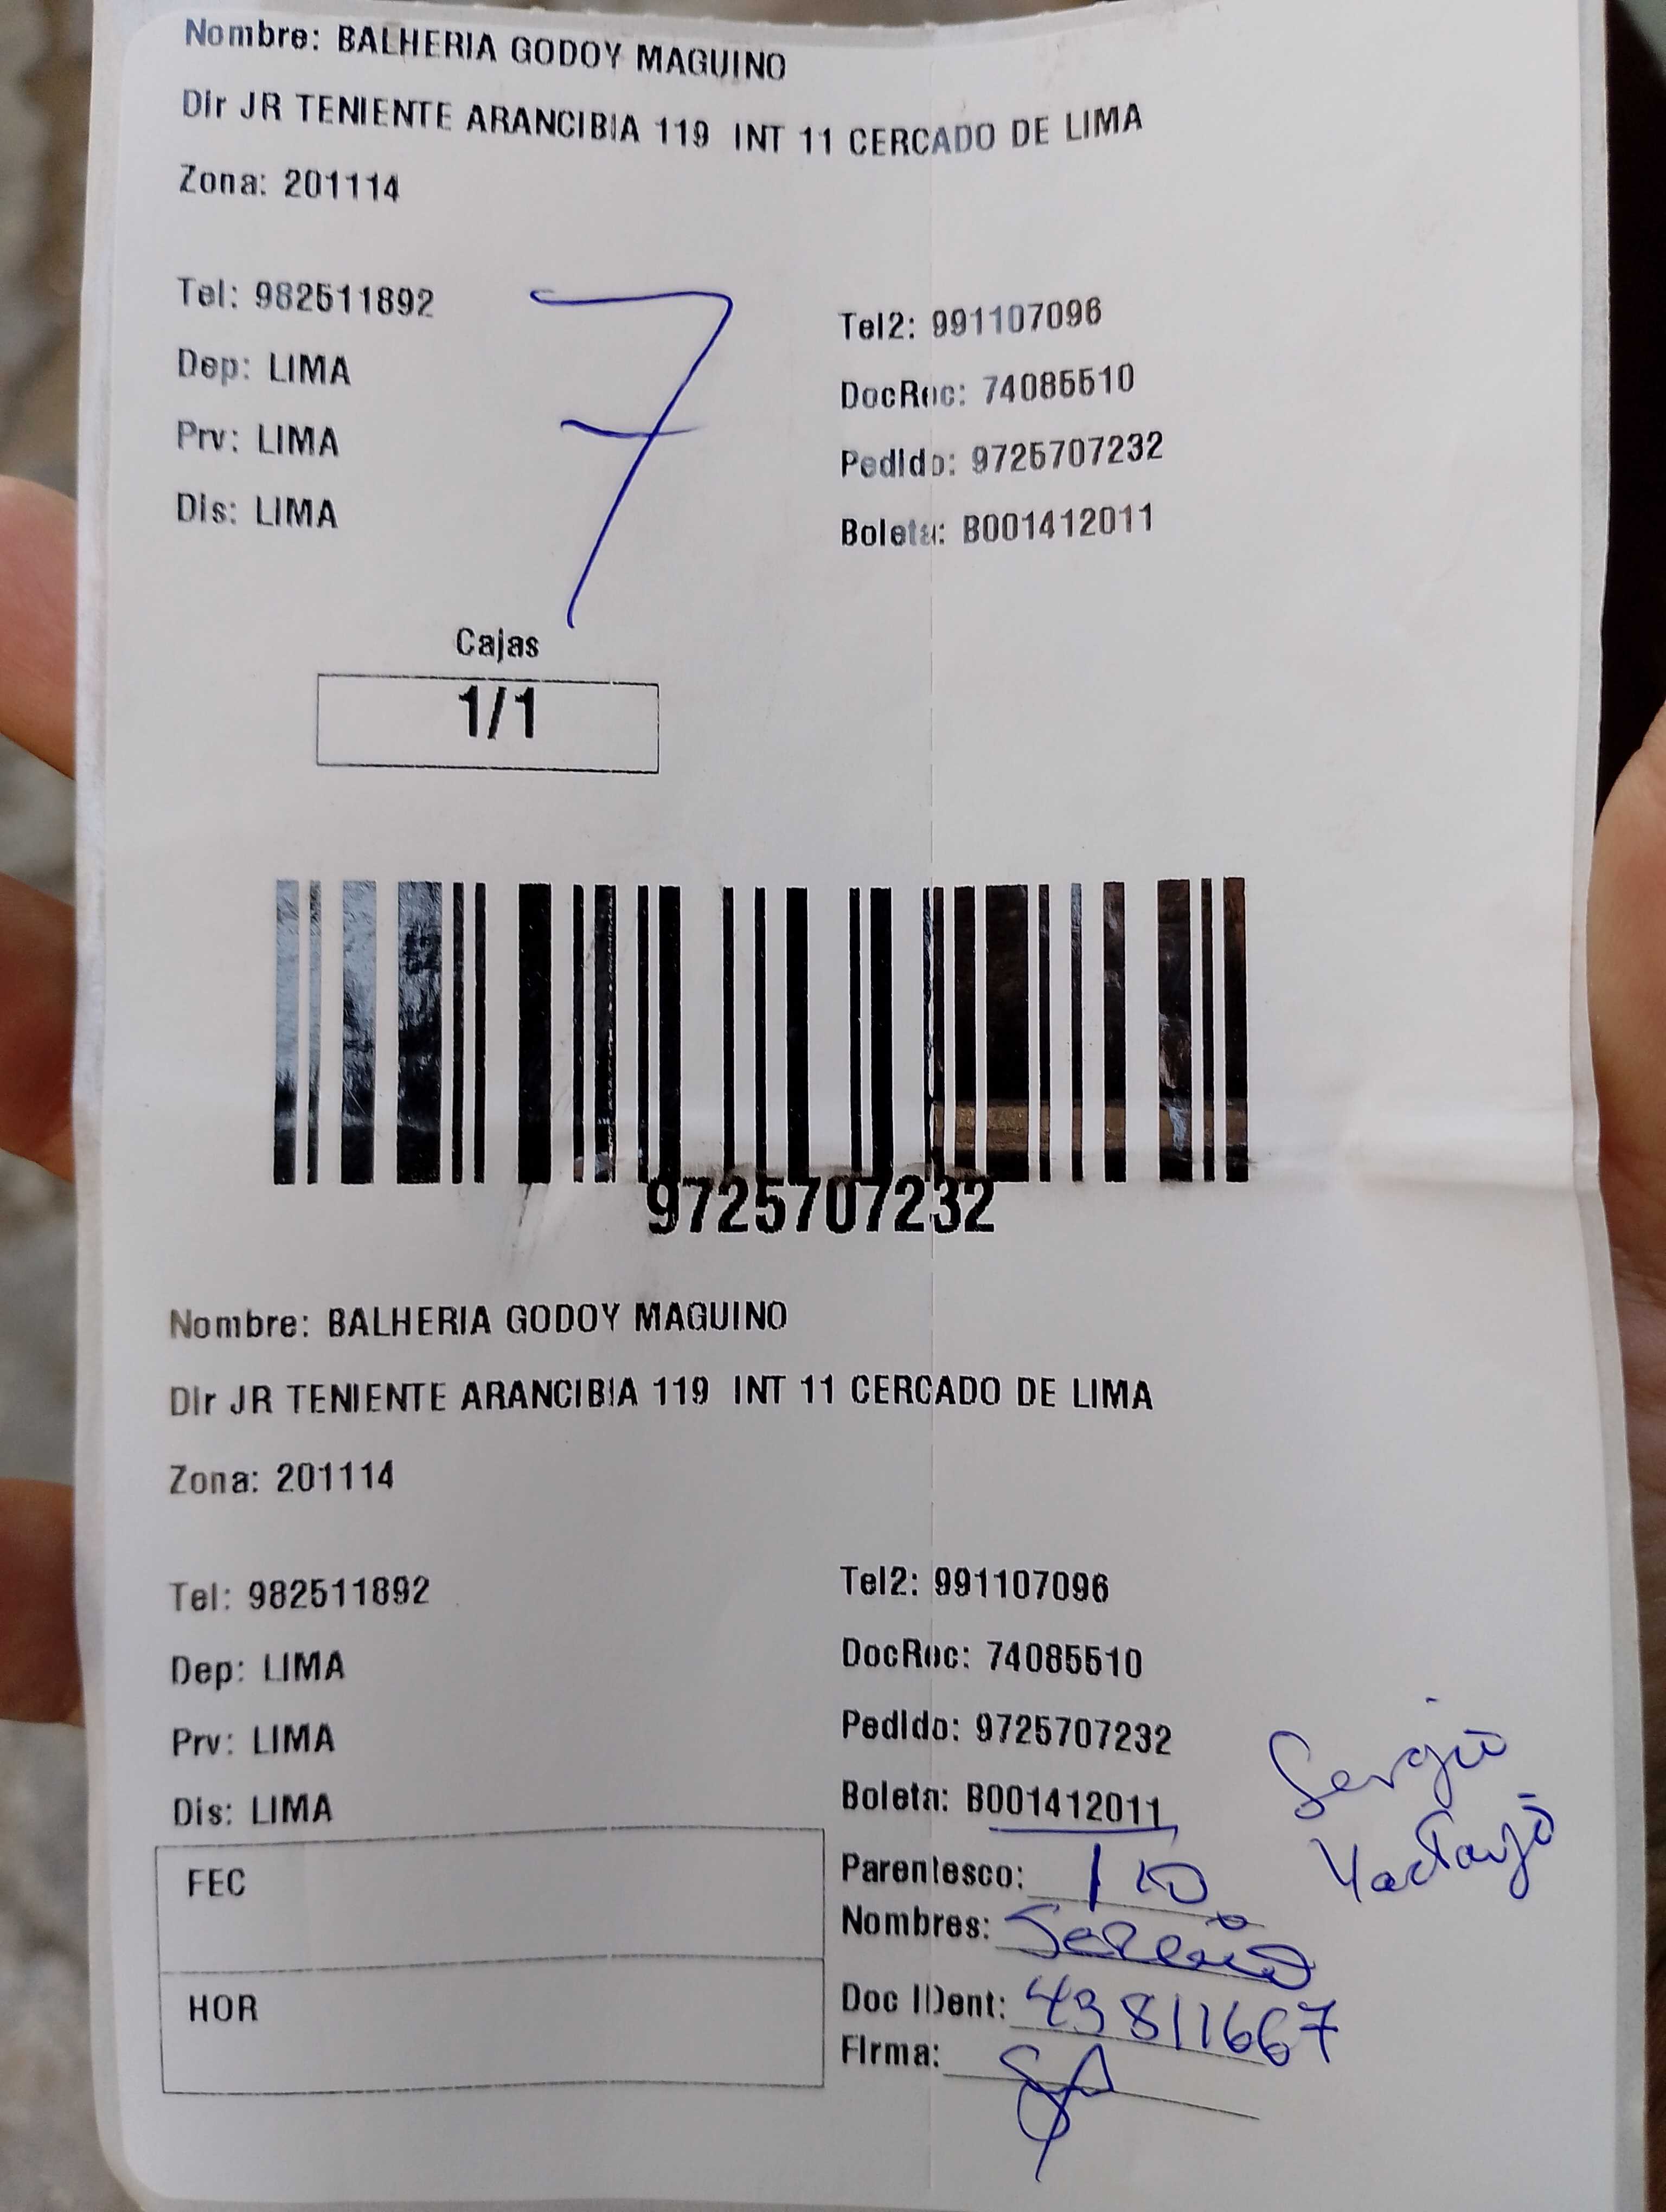 Nombre: BALHERIA GODOY MAGUINO
Dir JR TENIENTE ARANCIBIA 119 INT 11 CERCADO DE LIMA
Zona: 201114
Tel: 982511892
Tel2: 991107096
Dep: LIMA
DocRec: 74085510
Prv: LIMA
Pedido: 9725707232
Dis: LIMA
Boleta: B001412011
7
Cajas
1/1
9725707232
Nombre: BALHERIA GODOY MAGUINO
Dir JR TENIENTE ARANCIBIA 119 INT 11 CERCADO DE LIMA
Zona: 201114
Tel: 982511892
Tel2: 991107096
Dep: LIMA
DocRec: 74085510
Prv: LIMA
Pedido: 9725707232
Dis: LIMA
Boleta: B001412011
Sergio
FEC
Parentesco:
Nombres: Sergio
HOR
Doc IDent: 43811667
Firma: